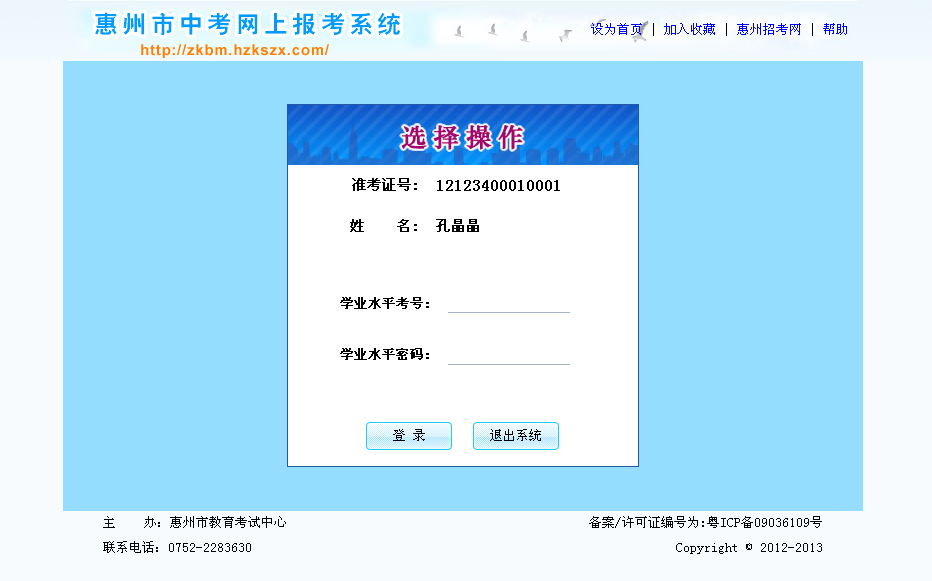 惠州市中考网上报考系统
http://zkbm.hzkszx.com/
设为首页 | 加入收藏 | 惠州招考网 | 帮助
选择操作
准考证号： 12123400010001
姓　　名： 孔晶晶
学业水平考号：
学业水平密码：
登 录 退出系统
主　　办：惠州市教育考试中心 备案/许可证编号为:粤ICP备09036109号
联系电话：0752-2283630 Copyright © 2012-2013